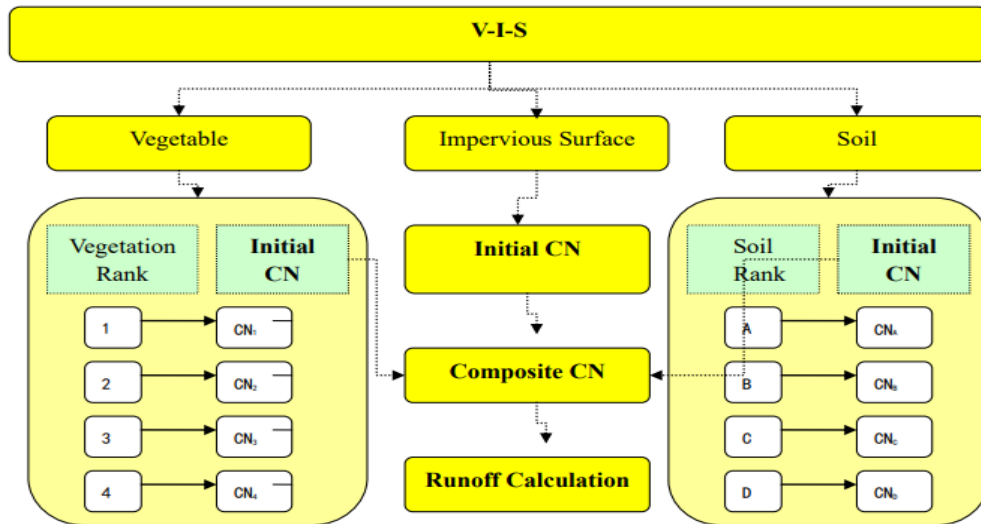 V-I-S
Vegetable
Impervious Surface
Soil
Vegetation
Rank
Initial
CN
1
CN₁
2
CN₂
3
CN₃
4
CN₄
Initial CN
Composite CN
Runoff Calculation
Soil
Rank
Initial
CN
A
CNA
B
CNB
C
CNC
D
CND